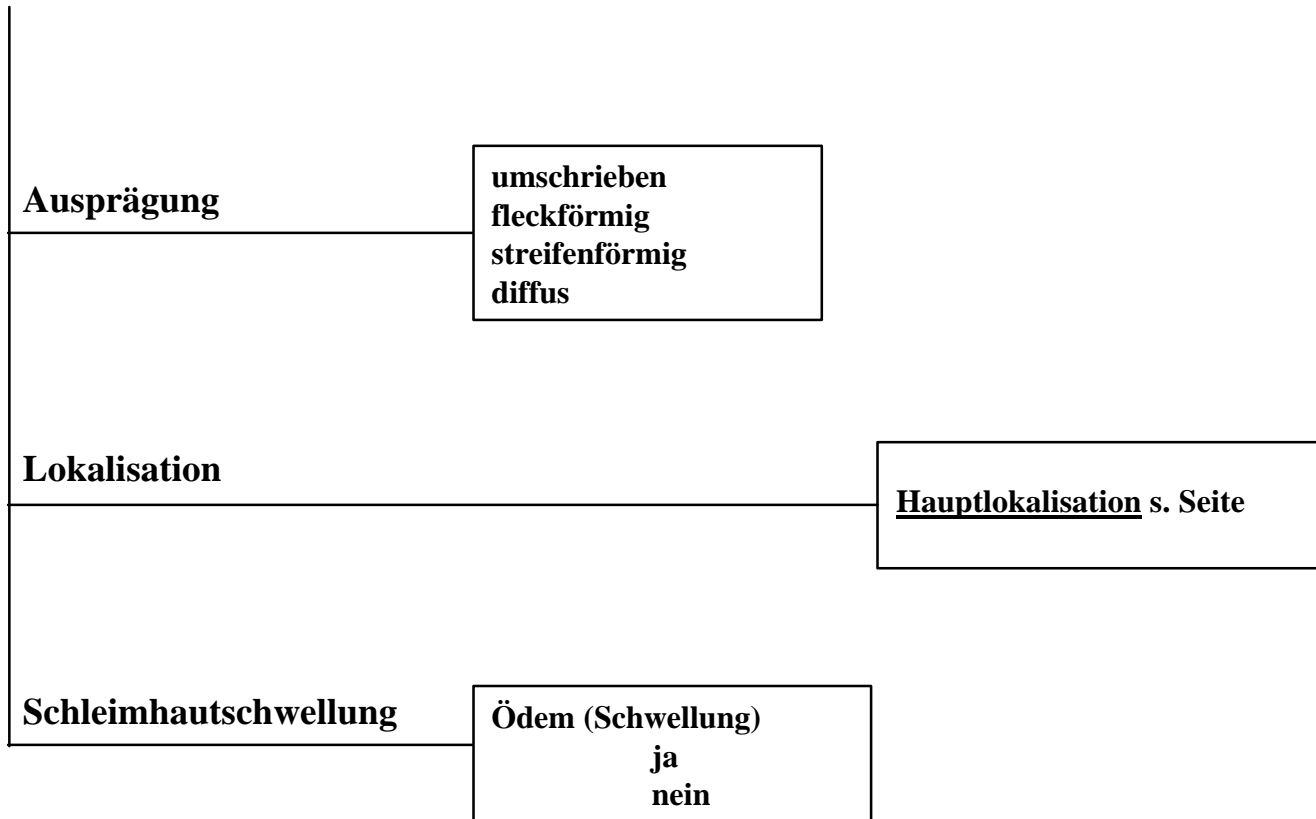 Ausprägung
umschrieben
fleckförmig
streifenförmig
diffus
Lokalisation
Hauptlokalisation s. Seite
Schleimhautschwellung
Ödem (Schwellung)
ja
nein